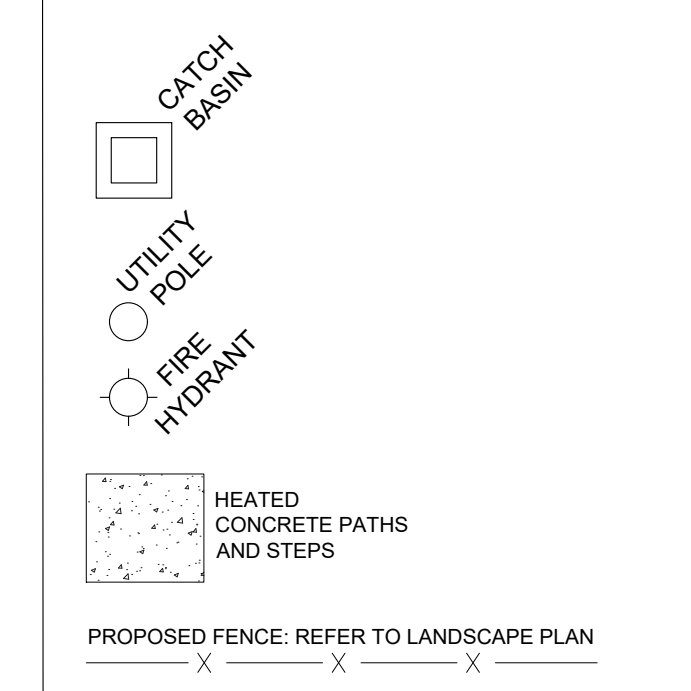 CATCH
BASIN
UTILITY
POLE
FIRE
HYDRANT
HEATED
CONCRETE PATHS
AND STEPS
PROPOSED FENCE: REFER TO LANDSCAPE PLAN